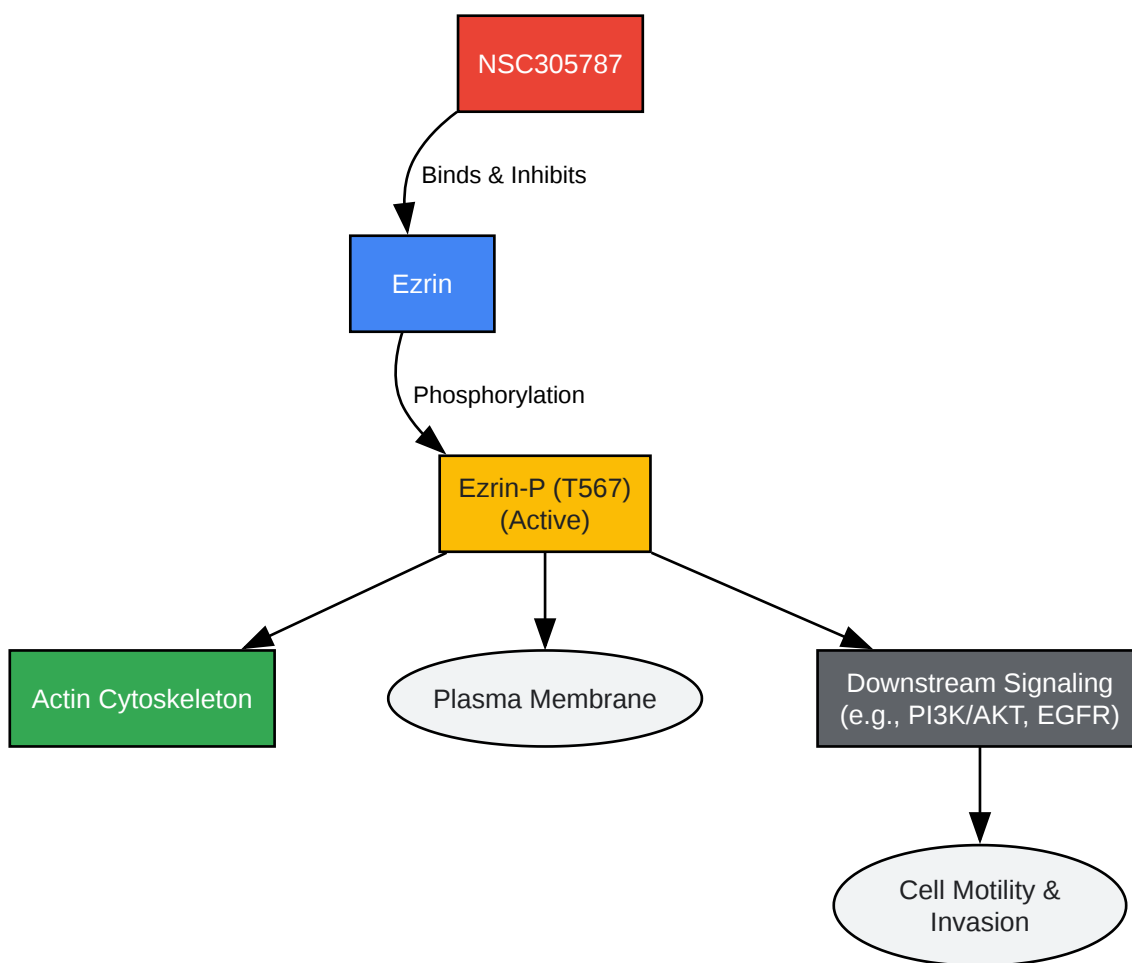 NSC305787
Binds & Inhibits
Ezrin
Phosphorylation
Ezrin-P (T567)
(Active)
Actin Cytoskeleton
Plasma Membrane
Downstream Signaling
(e.g., PI3K/AKT, EGFR)
Cell Motility &
Invasion